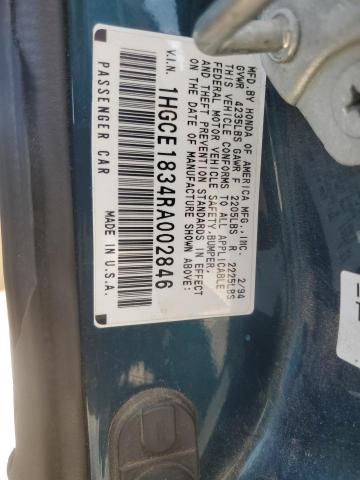 MFD BY HONDA OF AMERICA MFG., INC. 2/94
GVWR 4235LBS GAWR F 2205LBS R 2225LBS
THIS VEHICLE CONFORMS TO ALL APPLICABLE
FEDERAL MOTOR VEHICLE SAFETY, BUMPER,
AND THEFT PREVENTION STANDARDS IN EFFECT
ON THE DATE OF MANUFACTURE SHOWN ABOVE:
V.I.N. 1HGCE1834RA002846
PASSENGER CAR MADE IN U.S.A.